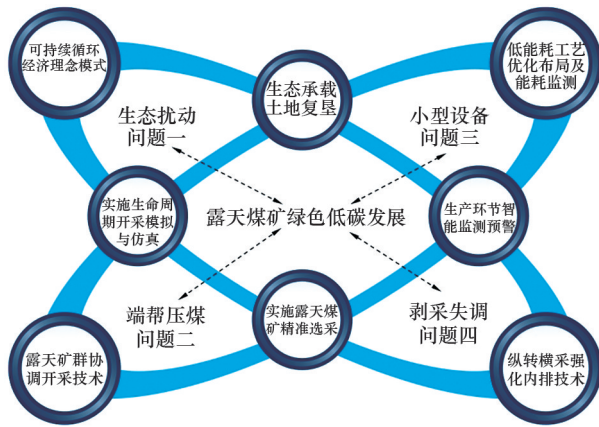 可持续循环
经济理念模式
生态承载
土地复垦
低能耗工艺
优化布局及
能耗监测
生态扰动
问题一
小型设备
问题三
实施生命周
期开采模拟
与仿真
露天煤矿绿色低碳发展
生产环节智
能监测预警
端帮压煤
问题二
实施露天煤
矿精准选采
剥采失调
问题四
露天矿群协
调开采技术
纵转横采强
化内排技术